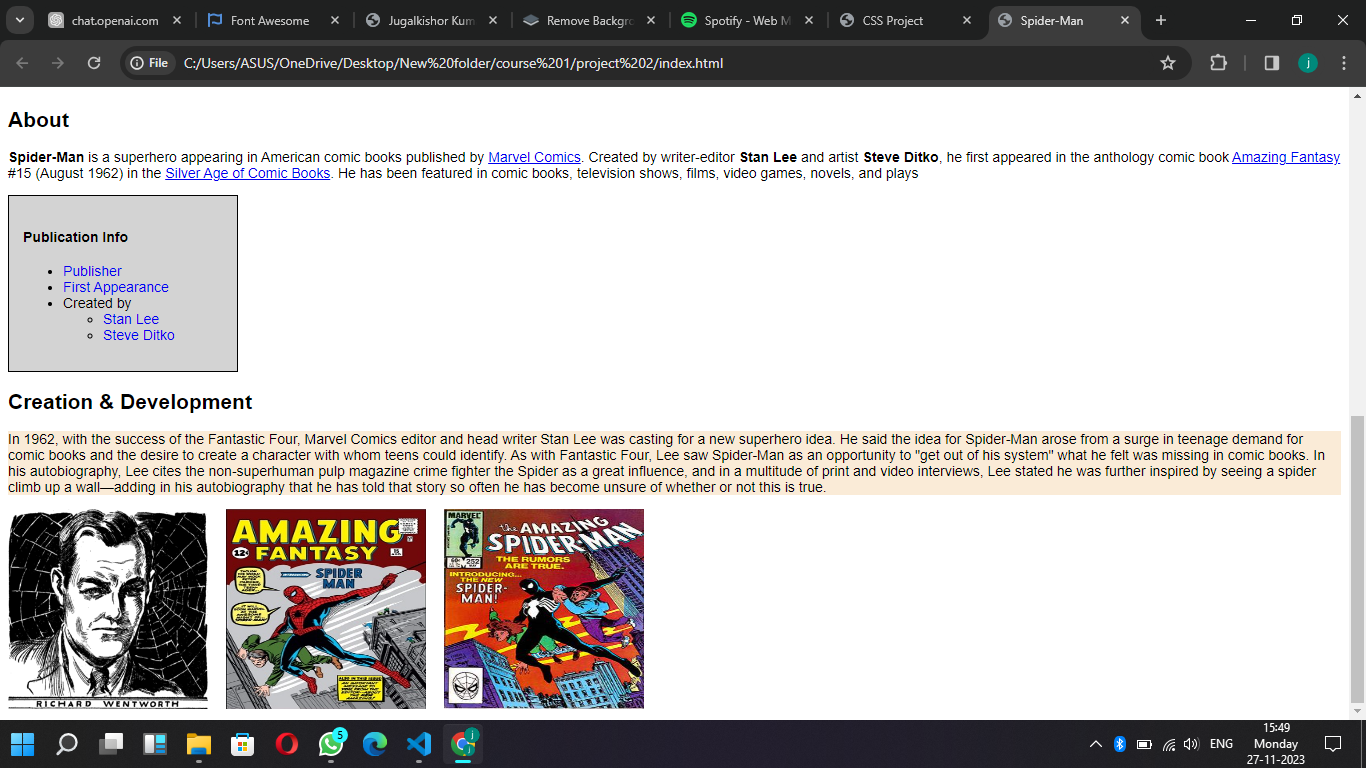 chat.openai.com
Font Awesome
Jugalkishor Kum
Remove Backgro
Spotify - Web M
CSS Project
Spider-Man
File C:/Users/ASUS/OneDrive/Desktop/New%20folder/course%201/project%202/index.html
j
About
Spider-Man is a superhero appearing in American comic books published by Marvel Comics. Created by writer-editor Stan Lee and artist Steve Ditko, he first appeared in the anthology comic book Amazing Fantasy
#15 (August 1962) in the Silver Age of Comic Books. He has been featured in comic books, television shows, films, video games, novels, and plays
Publication Info
Publisher
First Appearance
Created by
Stan Lee
Steve Ditko
Creation & Development
In 1962, with the success of the Fantastic Four, Marvel Comics editor and head writer Stan Lee was casting for a new superhero idea. He said the idea for Spider-Man arose from a surge in teenage demand for
comic books and the desire to create a character with whom teens could identify. As with Fantastic Four, Lee saw Spider-Man as an opportunity to "get out of his system" what he felt was missing in comic books. In
his autobiography, Lee cites the non-superhuman pulp magazine crime fighter the Spider as a great influence, and in a multitude of print and video interviews, Lee stated he was further inspired by seeing a spider
climb up a wall—adding in his autobiography that he has told that story so often he has become unsure of whether or not this is true.
RICHARD WENTWORTH
AMAZING
FANTASY
12¢
15
INTRODUCING
SPIDER
MAN
MARVEL
252
the AMAZING
SPIDER-MAN
THE RUMORS
ARE TRUE.
INTRODUCING...
THE NEW
SPIDER-
MAN!
5
j
ENG
15:49
Monday
27-11-2023